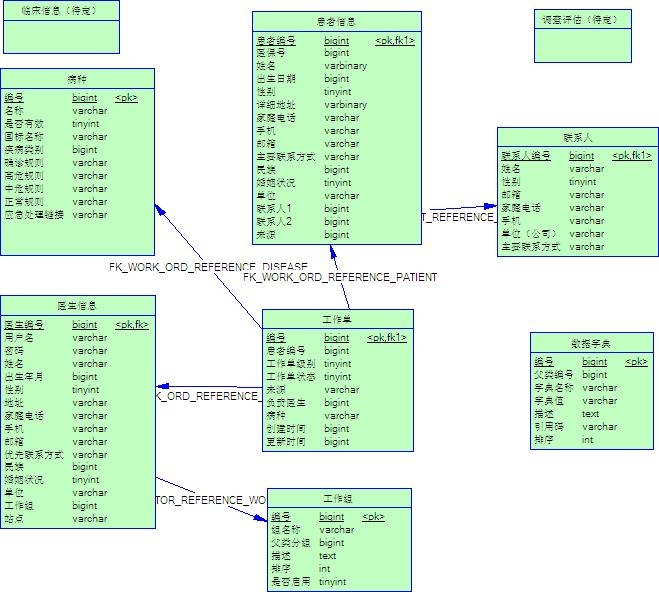 临床信息（待定）
患者信息
患者编号 bigint <pk,fk1>
医保号 bigint
姓名 varbinary
出生日期 bigint
性别 tinyint
详细地址 varbinary
家庭电话 varchar
手机 varchar
邮箱 varchar
主要联系方式 varchar
民族 bigint
婚姻状况 tinyint
单位 varchar
联系人1 bigint
联系人2 bigint
来源 bigint
调整评估（待定）
病种
编号 bigint <pk>
名称 varchar
是否有效 tinyint
国标名称 varchar
疾病类别 bigint
确诊规则 varchar
高危规则 varchar
中危规则 varchar
正常规则 varchar
应急处理链接 varchar
联系人
联系人编号 bigint <pk,fk1>
姓名 varchar
性别 tinyint
邮箱 varchar
家庭电话 varchar
手机 varchar
单位（公司） varchar
主要联系方式 varchar
T_REFERENCE_
FK_WORK_ORD_REFERENCE_DISEASE
FK_WORK_ORD_REFERENCE_PATIENT
医生信息
医生编号 bigint <pk,fk>
用户名 varchar
密码 varchar
姓名 varchar
出生年月 bigint
性别 tinyint
地址 varchar
家庭电话 varchar
手机 varchar
邮箱 varchar
优先联系方式 varchar
民族 bigint
婚姻状况 tinyint
单位 varchar
工作组 bigint
站点 varchar
工作单
编号 bigint <pk,fk1>
患者编号 bigint
工作单级别 tinyint
工作单状态 tinyint
来源 varchar
负责医生 bigint
病种 varchar
创建时间 bigint
更新时间 bigint
K_ORD_REFERENCE_
数据字典
编号 bigint <pk>
父类编号 bigint
字典名称 varchar
字典值 varchar
描述 text
引用码 varchar
排序 int
TOR_REFERENCE_WO
工作组
编号 bigint <pk>
组名称 varchar
父类分组 bigint
描述 text
排序 int
是否启用 tinyint